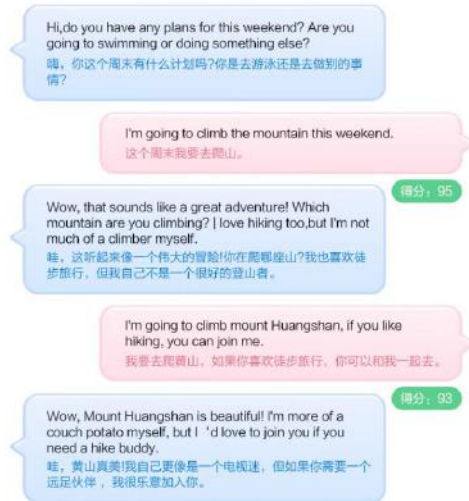 Hi,do you have any plans for this weekend? Are you
going to swimming or doing something else?
嗨，你这个周末有什么计划吗?你是去游泳还是去做别的事
情?
I'm going to climb the mountain this weekend.
这个周末我要去爬山。
得分：95
Wow, that sounds like a great adventure! Which
mountain are you climbing? | love hiking too,but I'm not
much of a climber myself.
哇，这听起来像一个伟大的冒险!你在爬哪座山?我也喜欢徒
步旅行，但我自己不是一个很好的登山者。
I'm going to climb mount Huangshan, if you like
hiking, you can join me.
我要去爬黄山，如果你喜欢徒步旅行，你可以和我一起去。
得分：93
Wow, Mount Huangshan is beautiful! I'm more of a
couch potato myself, but I‘d love to join you if you
need a hike buddy.
哇，黄山真美!我自己更像是一个电视迷，但如果你需要一个
远足伙伴，我很乐意加入你。